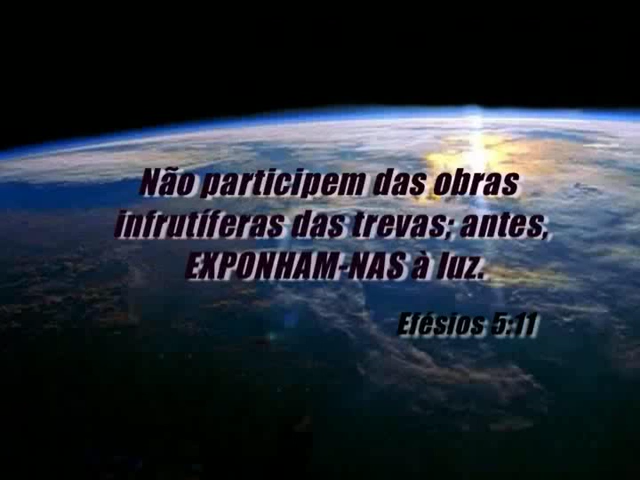 Não participem das obras
infrutíferas das trevas; antes,
EXPONHAM-NAS à luz.
Efésios 5:11